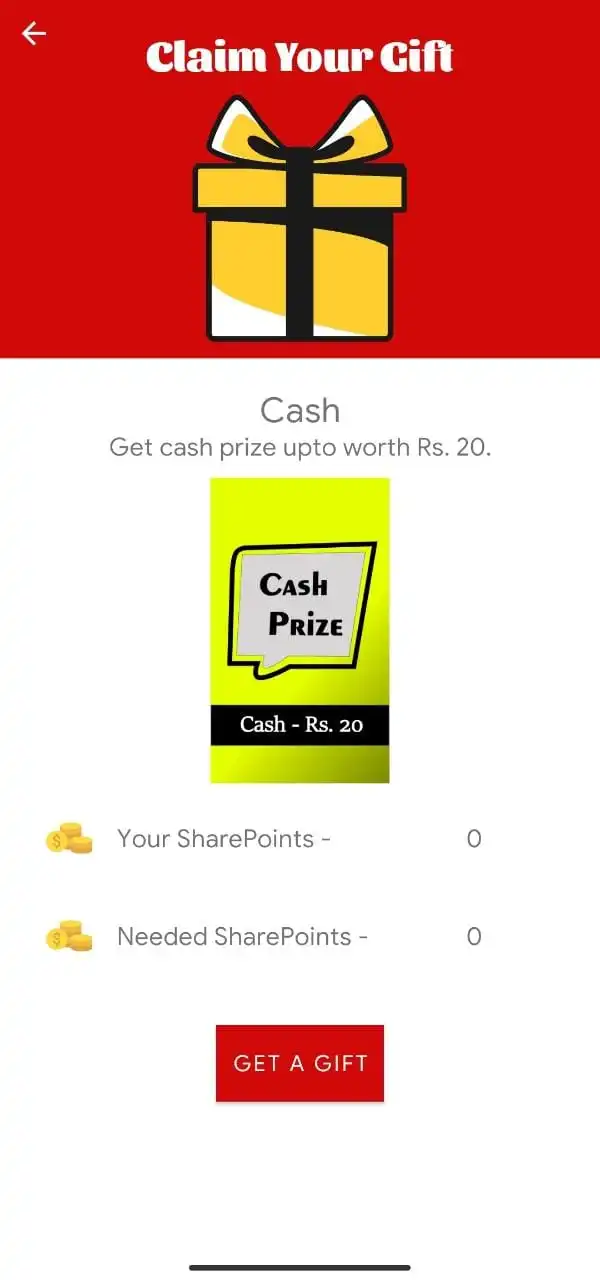 Claim Your Gift
Cash
Get cash prize upto worth Rs. 20.
Cash
Prize
Cash - Rs. 20
Your SharePoints - 0
Needed SharePoints - 0
GET A GIFT